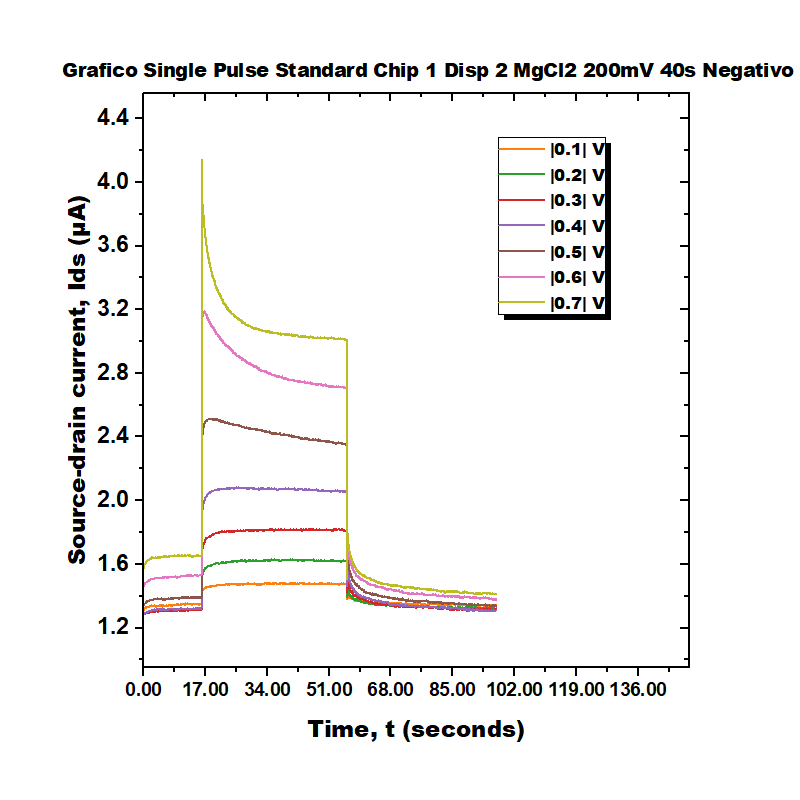 Grafico Single Pulse Standard Chip 1 Disp 2 MgCl2 200mV 40s Negativo
4.4
4.0
3.6
3.2
2.8
2.4
2.0
1.6
1.2
Source-drain current, Ids (µA)
|0.1| V
|0.2| V
|0.3| V
|0.4| V
|0.5| V
|0.6| V
|0.7| V
0.00 17.00 34.00 51.00 68.00 85.00 102.00 119.00 136.00
Time, t (seconds)